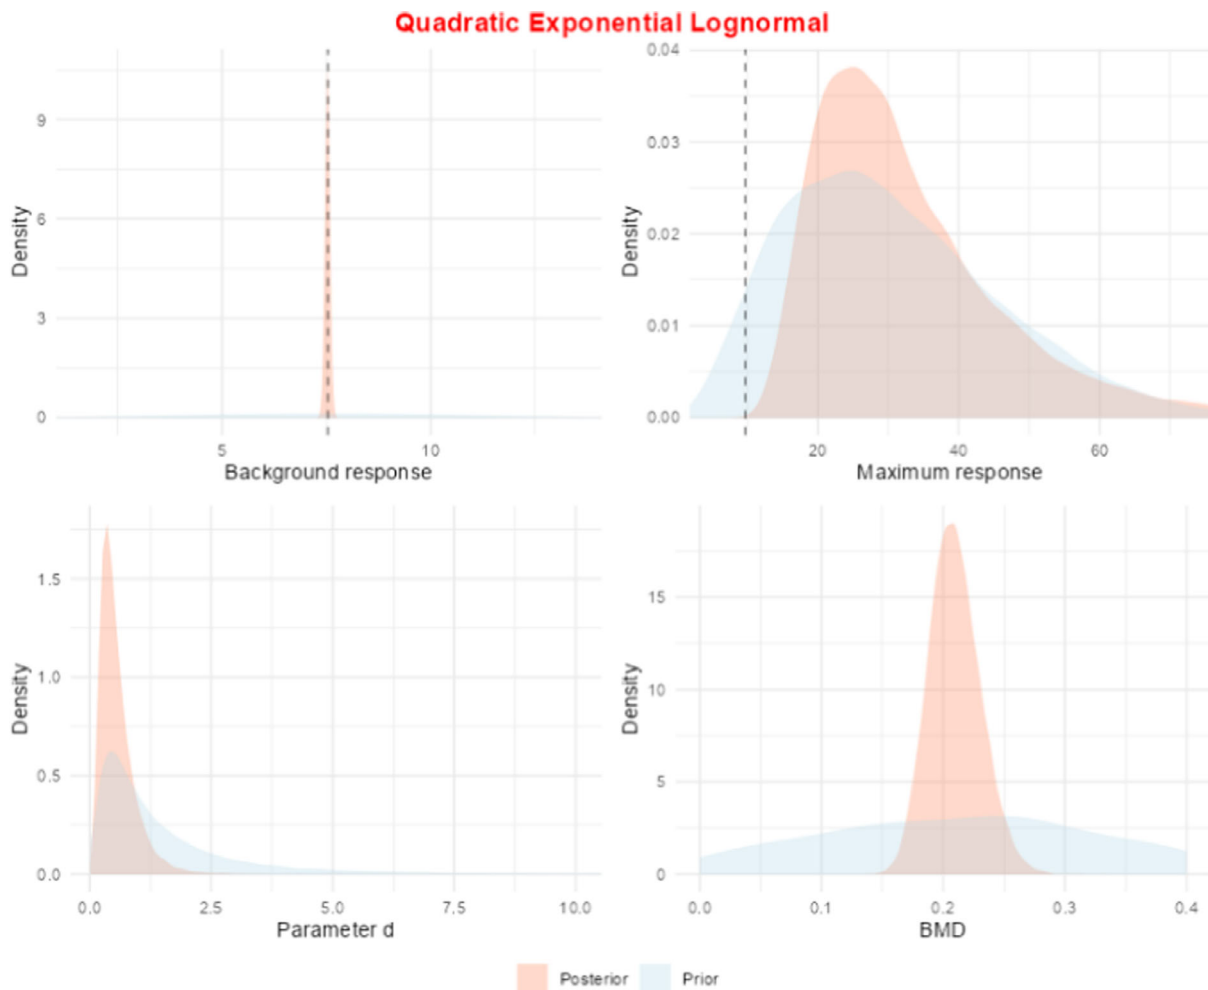 Quadratic Exponential Lognormal
Density
9
6
3
0
5 10
Background response
Density
0.04
0.03
0.02
0.01
0.00
20 40 60
Maximum response
Density
1.5
1.0
0.5
0.0
0.0 2.5 5.0 7.5 10.0
Parameter d
Density
15
10
5
0
0.0 0.1 0.2 0.3 0.4
BMD
Posterior Prior